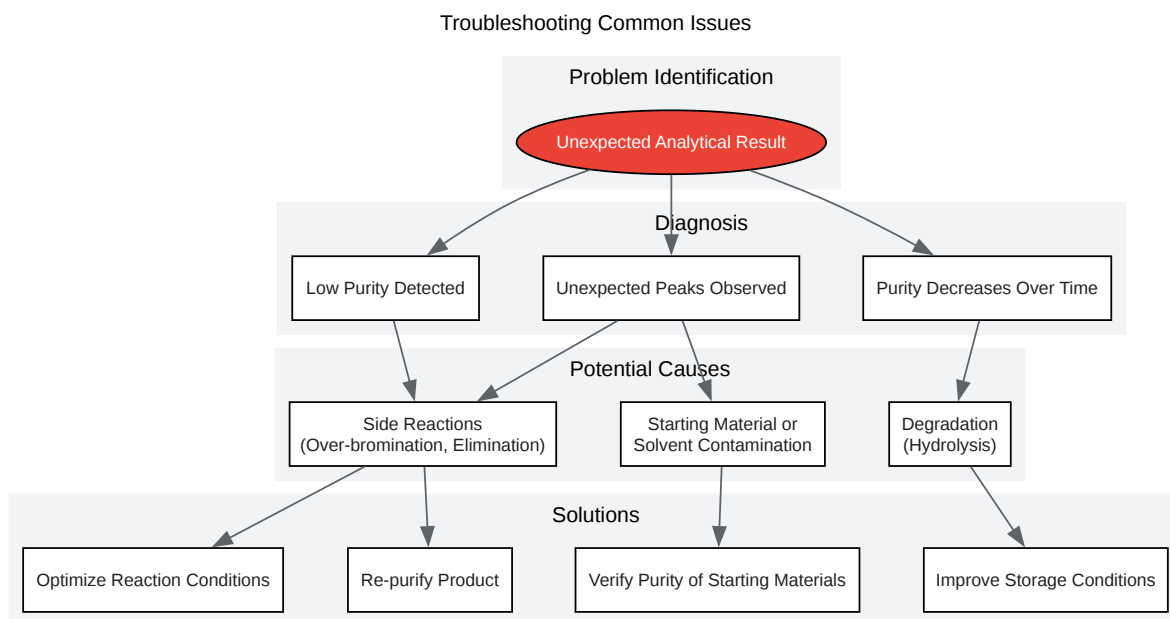 Troubleshooting Common Issues
Problem Identification
Unexpected Analytical Result
Diagnosis
Low Purity Detected
Unexpected Peaks Observed
Purity Decreases Over Time
Potential Causes
Side Reactions
(Over-bromination, Elimination)
Starting Material or
Solvent Contamination
Degradation
(Hydrolysis)
Solutions
Optimize Reaction Conditions
Re-purify Product
Verify Purity of Starting Materials
Improve Storage Conditions